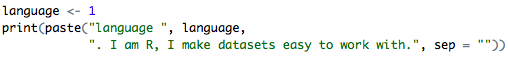 language <- 1
print(paste("language ", language,
". I am R, I make datasets easy to work with.", sep = ""))